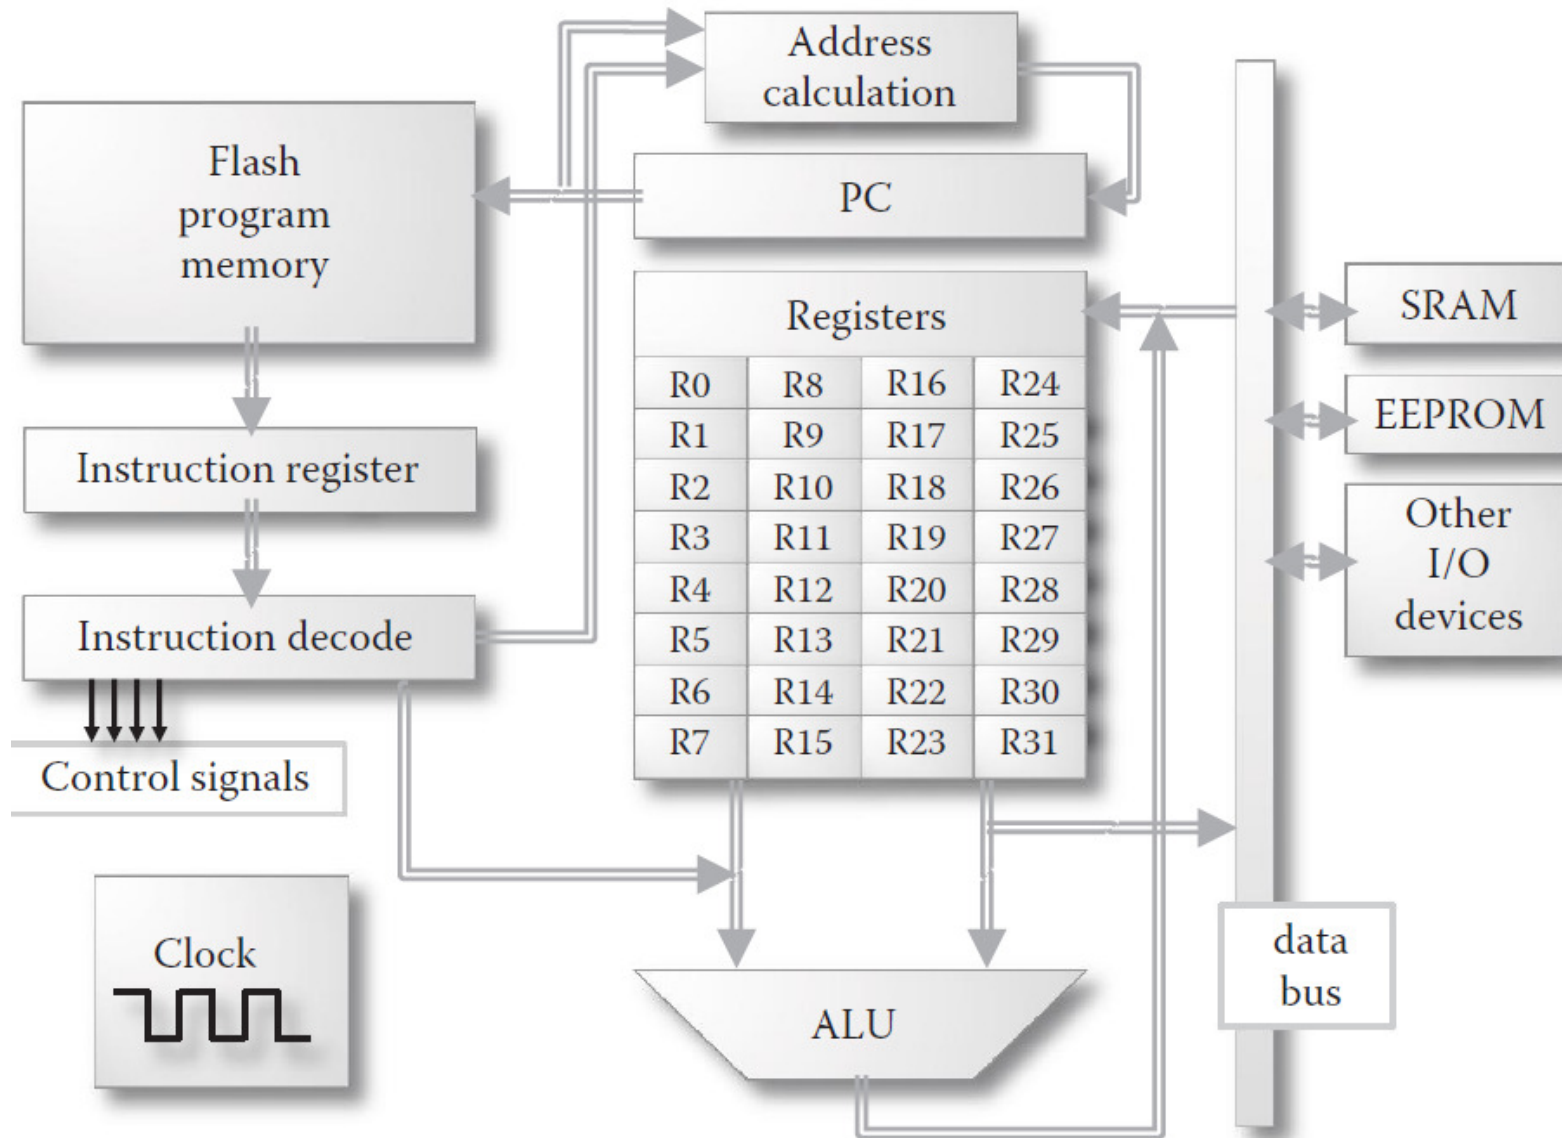 Address
calculation
Flash
program
memory
PC
Registers
SRAM
R0 R8 R16 R24
EEPROM
R1 R9 R17 R25
Instruction register
R2 R10 R18 R26
R3 R11 R19 R27
Other
I/O
devices
R4 R12 R20 R28
Instruction decode
R5 R13 R21 R29
R6 R14 R22 R30
R7 R15 R23 R31
Control signals
Clock
data
bus
ALU